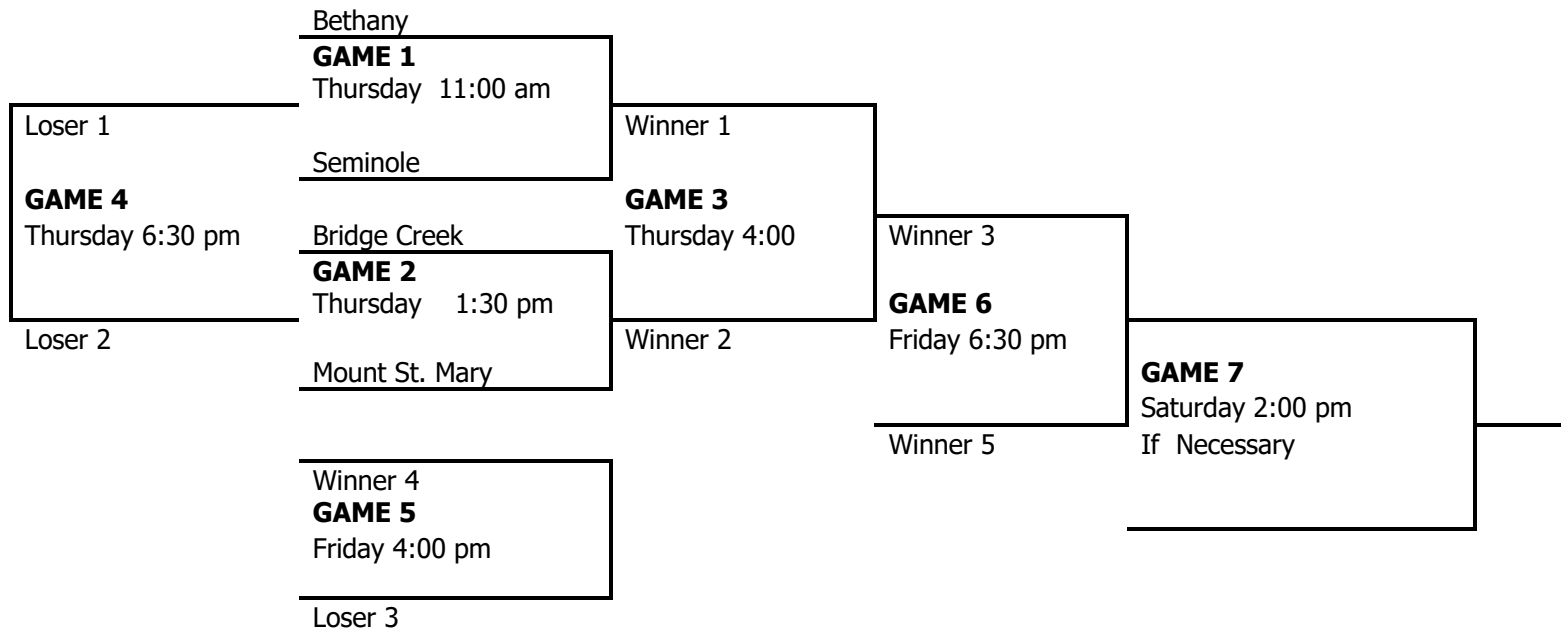 Bethany
GAME 1
Thursday 11:00 am
Loser 1
Winner 1
Seminole
GAME 4
GAME 3
Thursday 6:30 pm
Bridge Creek
Thursday 4:00
Winner 3
GAME 2
Thursday 1:30 pm
GAME 6
Loser 2
Winner 2
Friday 6:30 pm
Mount St. Mary
GAME 7
Saturday 2:00 pm
Winner 5
If Necessary
Winner 4
GAME 5
Friday 4:00 pm
Loser 3